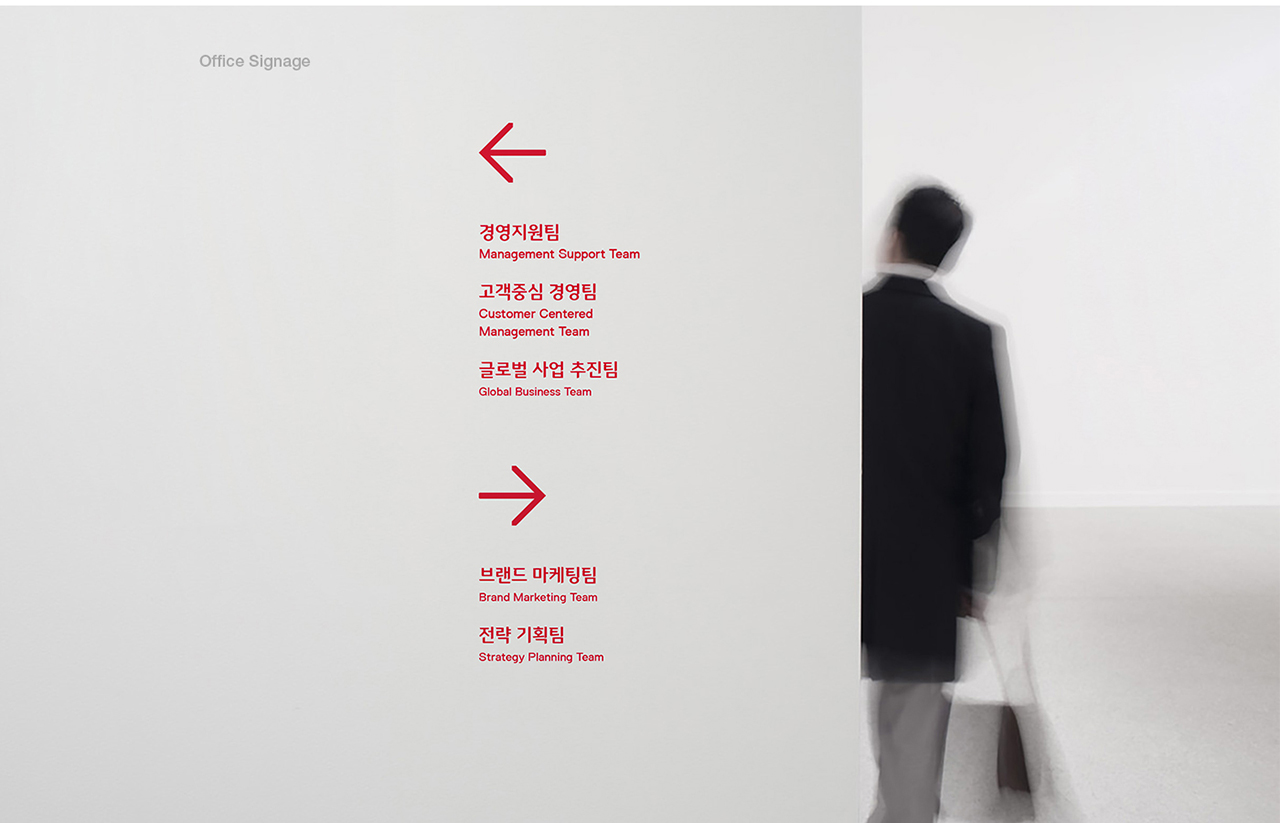 Office Signage
경영지원팀
Management Support Team
고객중심 경영팀
Customer Centered
Management Team
글로벌 사업 추진팀
Global Business Team
브랜드 마케팅팀
Brand Marketing Team
전략 기획팀
Strategy Planning Team